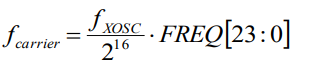 f_carrier = f_XOSC / 2^16 · FREQ[23:0]